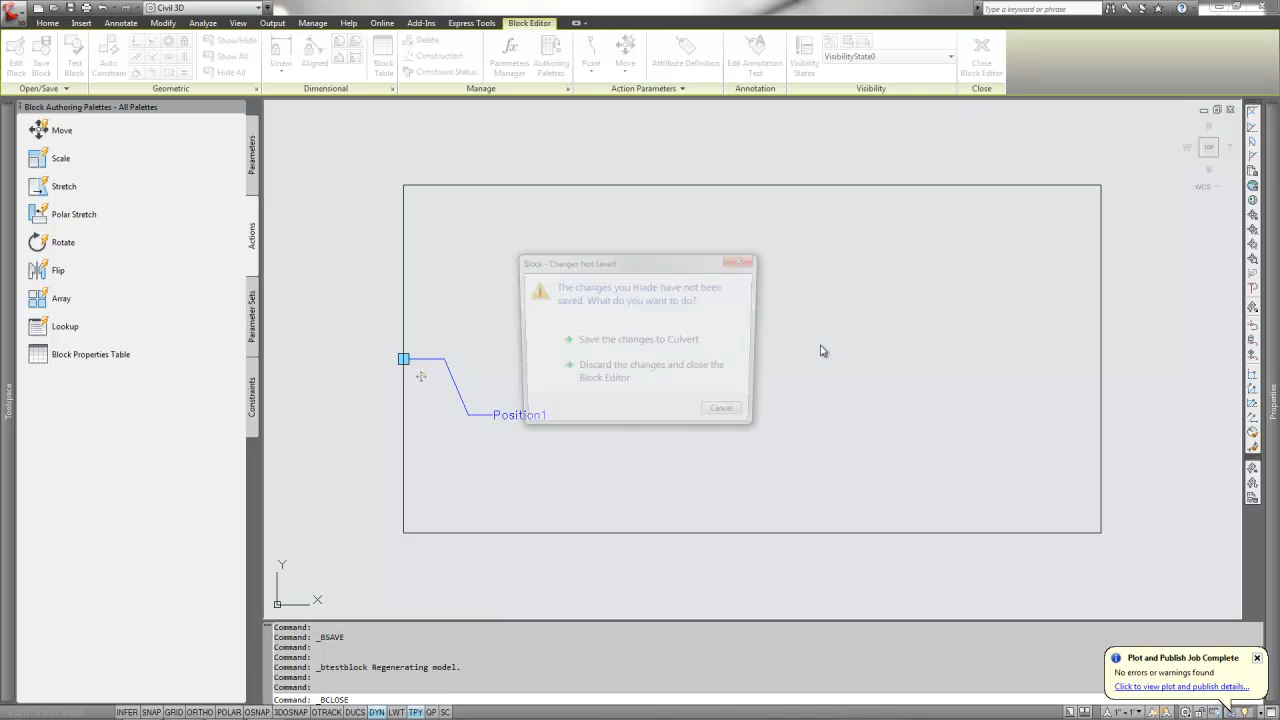 Civil 3D
Type a keyword or phrase
Home Insert Annotate Modify Analyze View Output Manage Help Online Add-Ins Express Tools Block Editor
Edit Block
Save Block
Test Block
Auto Constrain
Show/Hide
Show All
Hide All
Linear
Aligned
Block Table
Delete
Construction
Constraint Status
Parameters Manager
Authoring Palettes
Point
Move
Attribute Definition
Edit Annotation Text
Visibility States
VisibilityState0
Close Block Editor
Open/Save Geometric Dimensional Manage Action Parameters Annotation Visibility Close
Block Authoring Palettes - All Palettes
Move
Scale
Stretch
Polar Stretch
Rotate
Flip
Array
Lookup
Block Properties Table
Parameters
Actions
Parameter Sets
Constraints
Toolspace
Properties
TOP
WCS
Block - Changes Not Saved
The changes you made have not been
saved. What do you want to do?
Save the changes to Culvert
Discard the changes and close the
Block Editor
Cancel
Position1
Y
X
Command:
Command: _BSAVE
Command:
Command:
Command: _btestblock Regenerating model.
Command:
Command:
Command: _BCLOSE
Plot and Publish Job Complete
No errors or warnings found
Click to view plot and publish details...
INFER SNAP GRID ORTHO POLAR OSNAP 3DOSNAP OTRACK DUCS DYN LWT TPY QP SC
1" = 1"